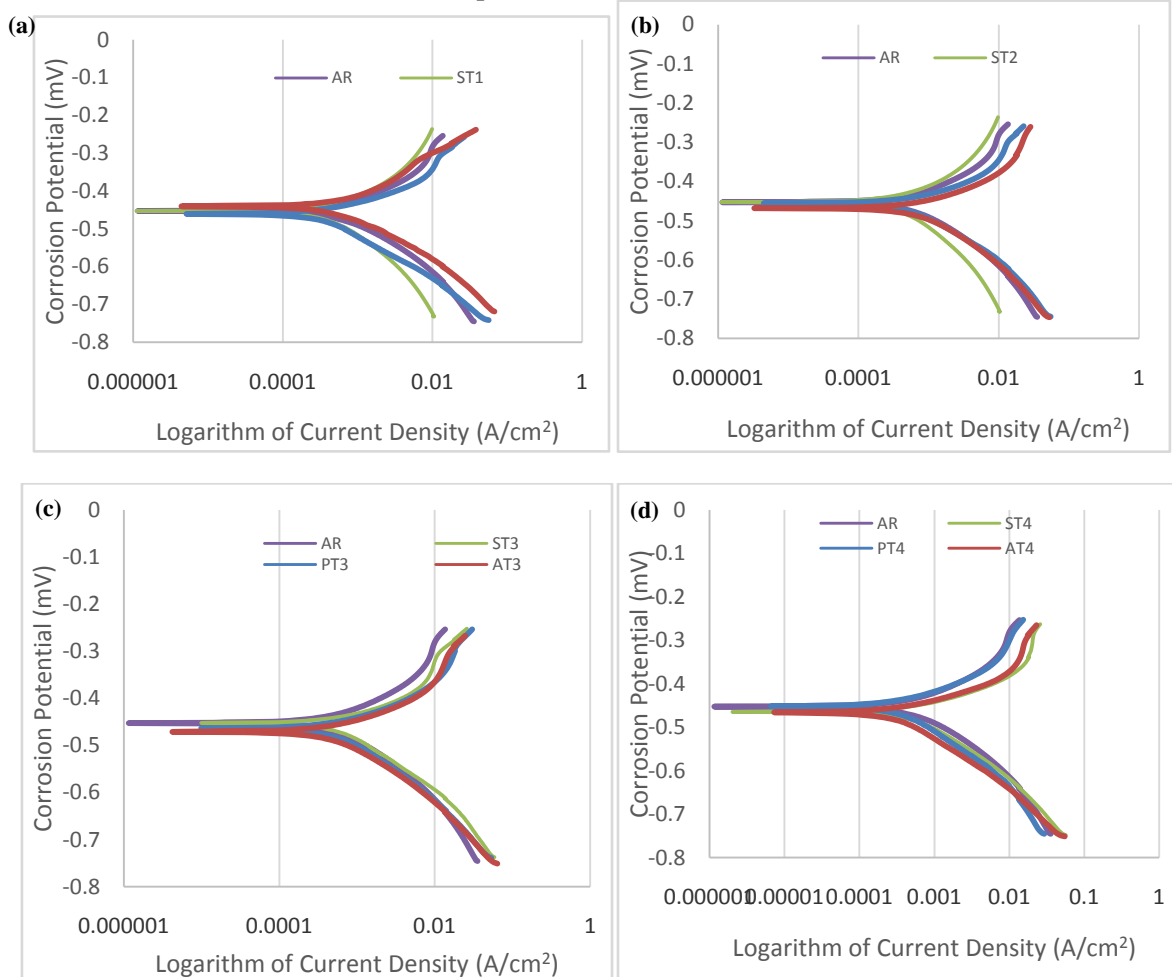 (a)
0
-0.1
-0.2
-0.3
-0.4
-0.5
-0.6
-0.7
-0.8
Corrosion Potential (mV)
AR ST1
0.000001 0.0001 0.01 1
Logarithm of Current Density (A/cm²)
(b)
0
-0.1
-0.2
-0.3
-0.4
-0.5
-0.6
-0.7
-0.8
Corrosion Potential (mV)
AR ST2
0.000001 0.0001 0.01 1
Logarithm of Current Density (A/cm²)
(c)
0
-0.1
-0.2
-0.3
-0.4
-0.5
-0.6
-0.7
-0.8
Corrosion Potential (mV)
AR ST3
PT3 AT3
0.000001 0.0001 0.01 1
Logarithm of Current Density (A/cm²)
(d)
0
-0.1
-0.2
-0.3
-0.4
-0.5
-0.6
-0.7
-0.8
Corrosion Potential (mV)
AR ST4
PT4 AT4
0.0000010.00001 0.0001 0.001 0.01 0.1 1
Logarithm of Current Density (A/cm²)